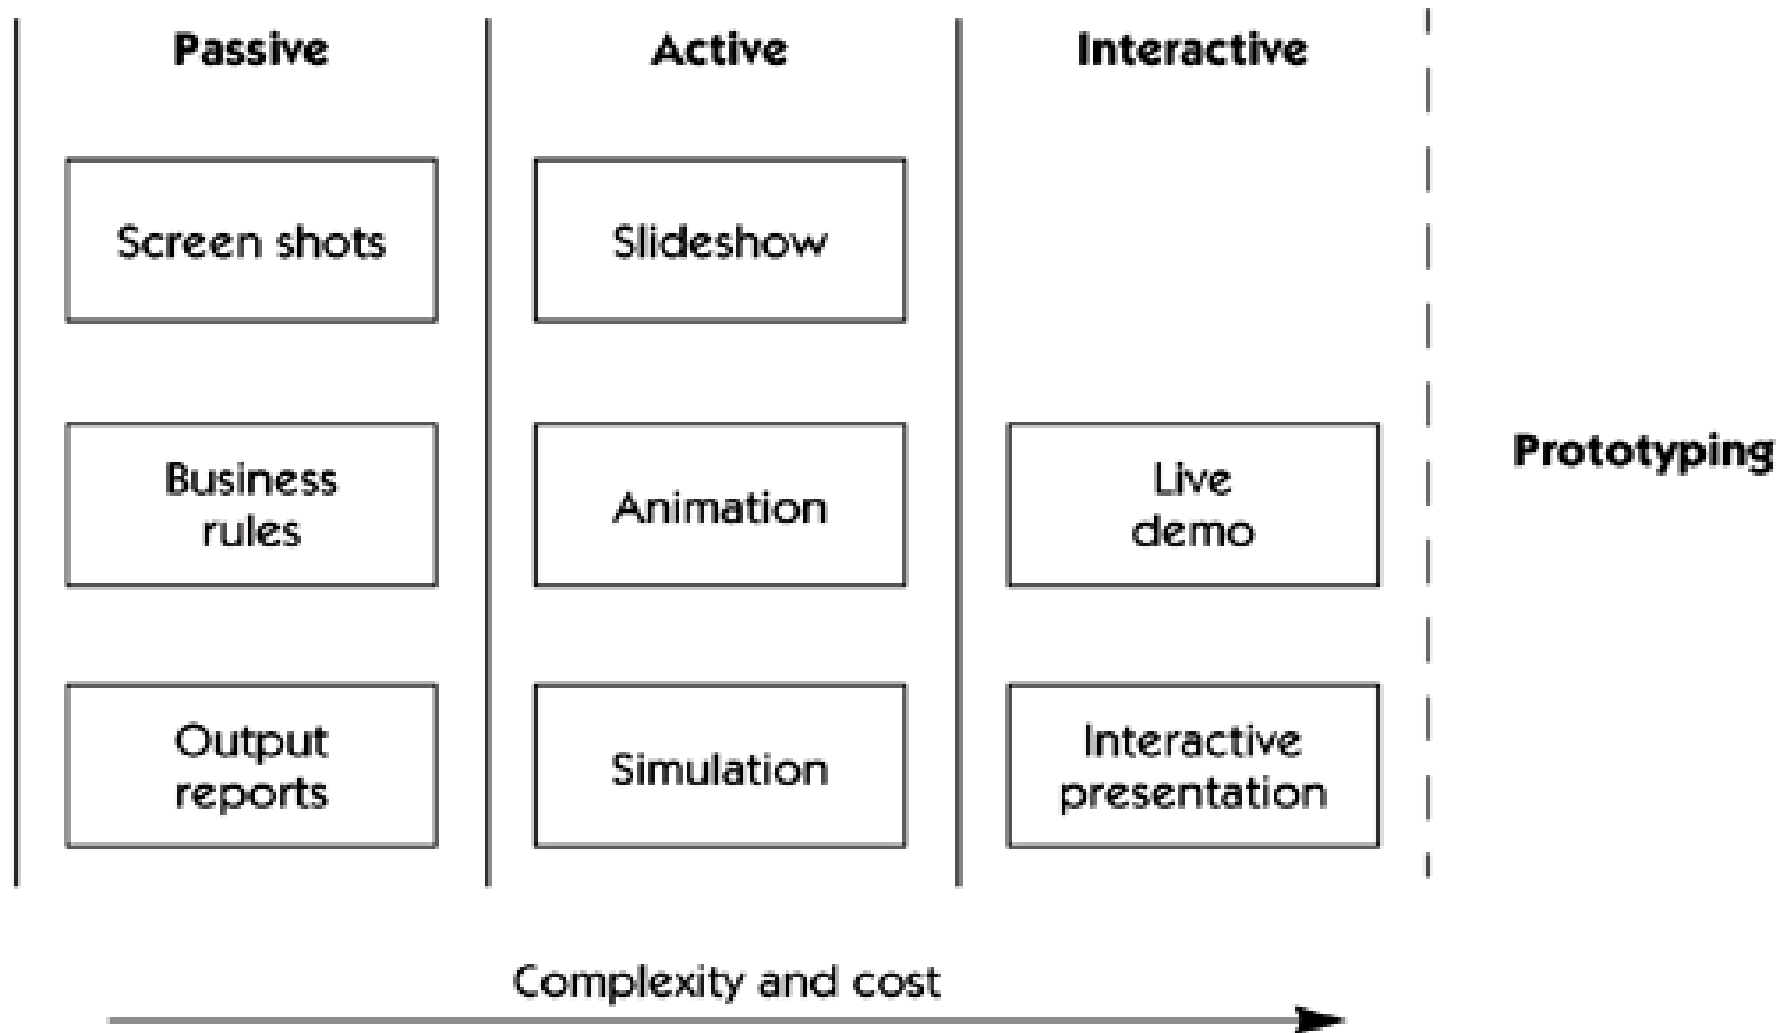 Passive
Active
Interactive
Screen shots
Slideshow
Business
rules
Animation
Live
demo
Prototyping
Output
reports
Simulation
Interactive
presentation
Complexity and cost